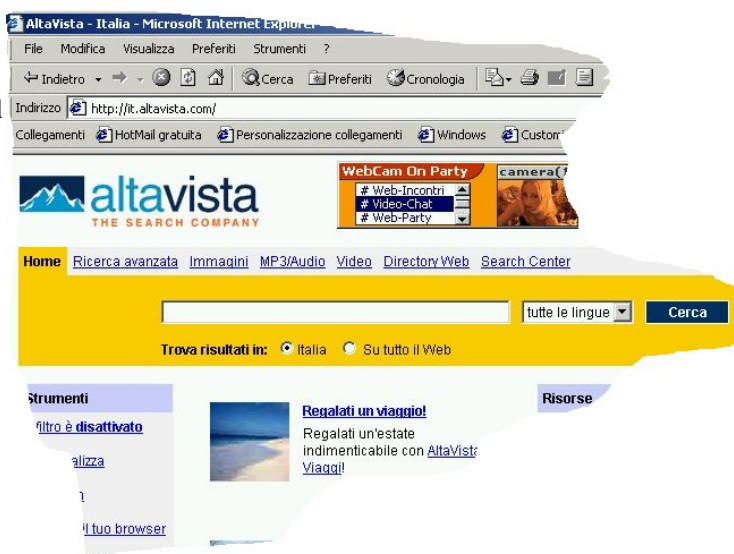 AltaVista - Italia - Microsoft Internet Explorer
File Modifica Visualizza Preferiti Strumenti ?
Indietro Cerca Preferiti Cronologia
Indirizzo http://it.altavista.com/
Collegamenti HotMail gratuita Personalizzazione collegamenti Windows
WebCam On Party camera(
# Web-Incontri
# Video-Chat
# Web-Party
altavista
THE SEARCH COMPANY
Home Ricerca avanzata Immagini MP3/Audio Video Directory Web Search Center
tutte le lingue Cerca
Trova risultati in: Italia Su tutto il Web
Strumenti
filtro è disattivato
alizza
il tuo browser
Regalati un viaggio!
Regalati un'estate
indimenticabile con AltaVista
Viaggi!
Risorse